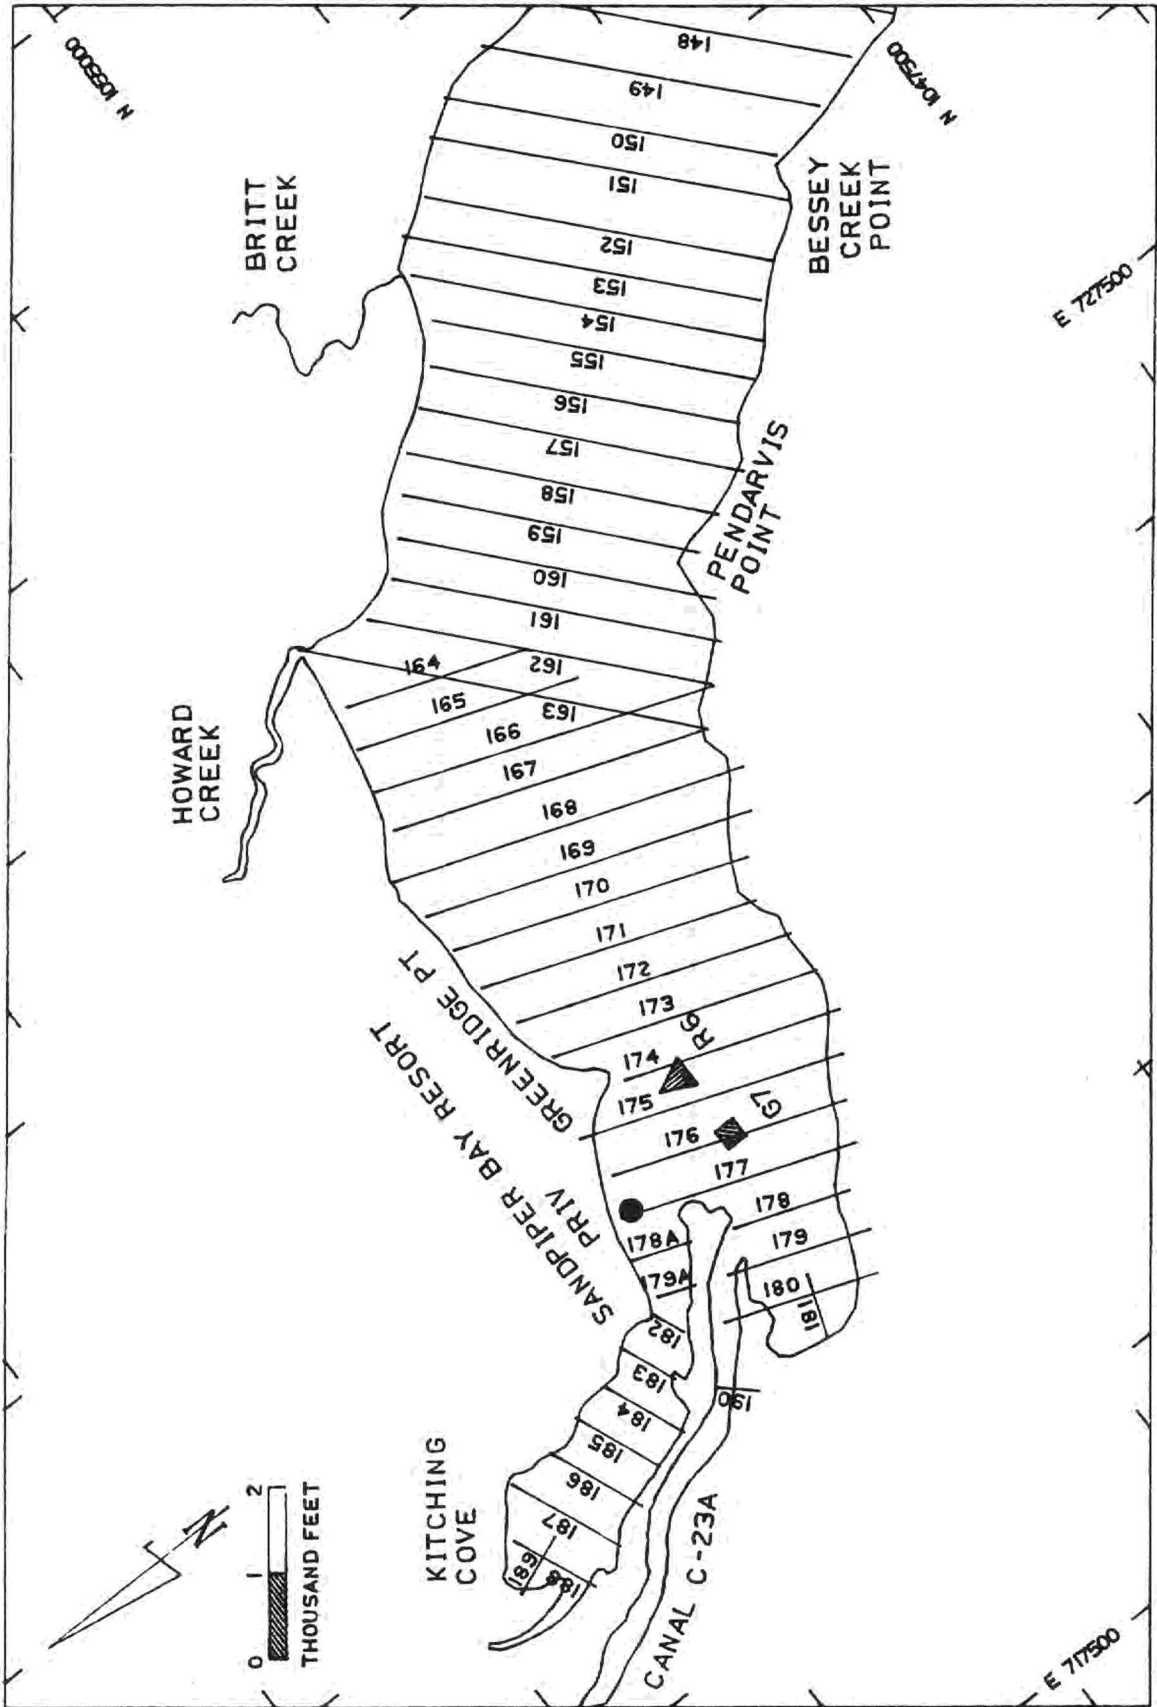 N 1055000
N 1047500
148
149
150
151
BRITT
CREEK
BESSEY
CREEK
POINT
152
153
E 727500
154
155
156
157
PENDARVIS
POINT
158
159
160
161
162
164
163
165
166
167
HOWARD
CREEK
168
169
170
171
GREENRIDGE PT
172
173
R6
174
175
SANDPIPER BAY RESORT
PRIV
G7
176
177
178
178A
179
179A
180
181
182
183
190
184
185
186
187
KITCHING
COVE
189
188
CANAL C-23A
N
0 1 2
THOUSAND FEET
E 717500